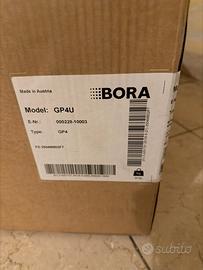 Made in Austria
BORA
Model: GP4U
E-Nr.: 000228-10003
Type: GP4
subito